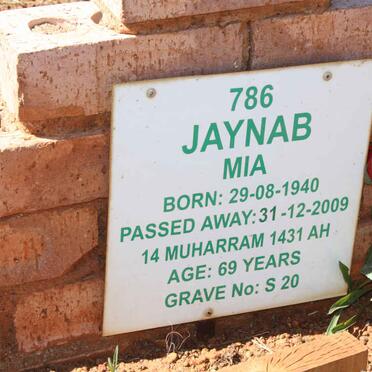 786
JAYNAB
MIA
BORN: 29-08-1940
PASSED AWAY: 31-12-2009
14 MUHARRAM 1431 AH
AGE: 69 YEARS
GRAVE No: S 20